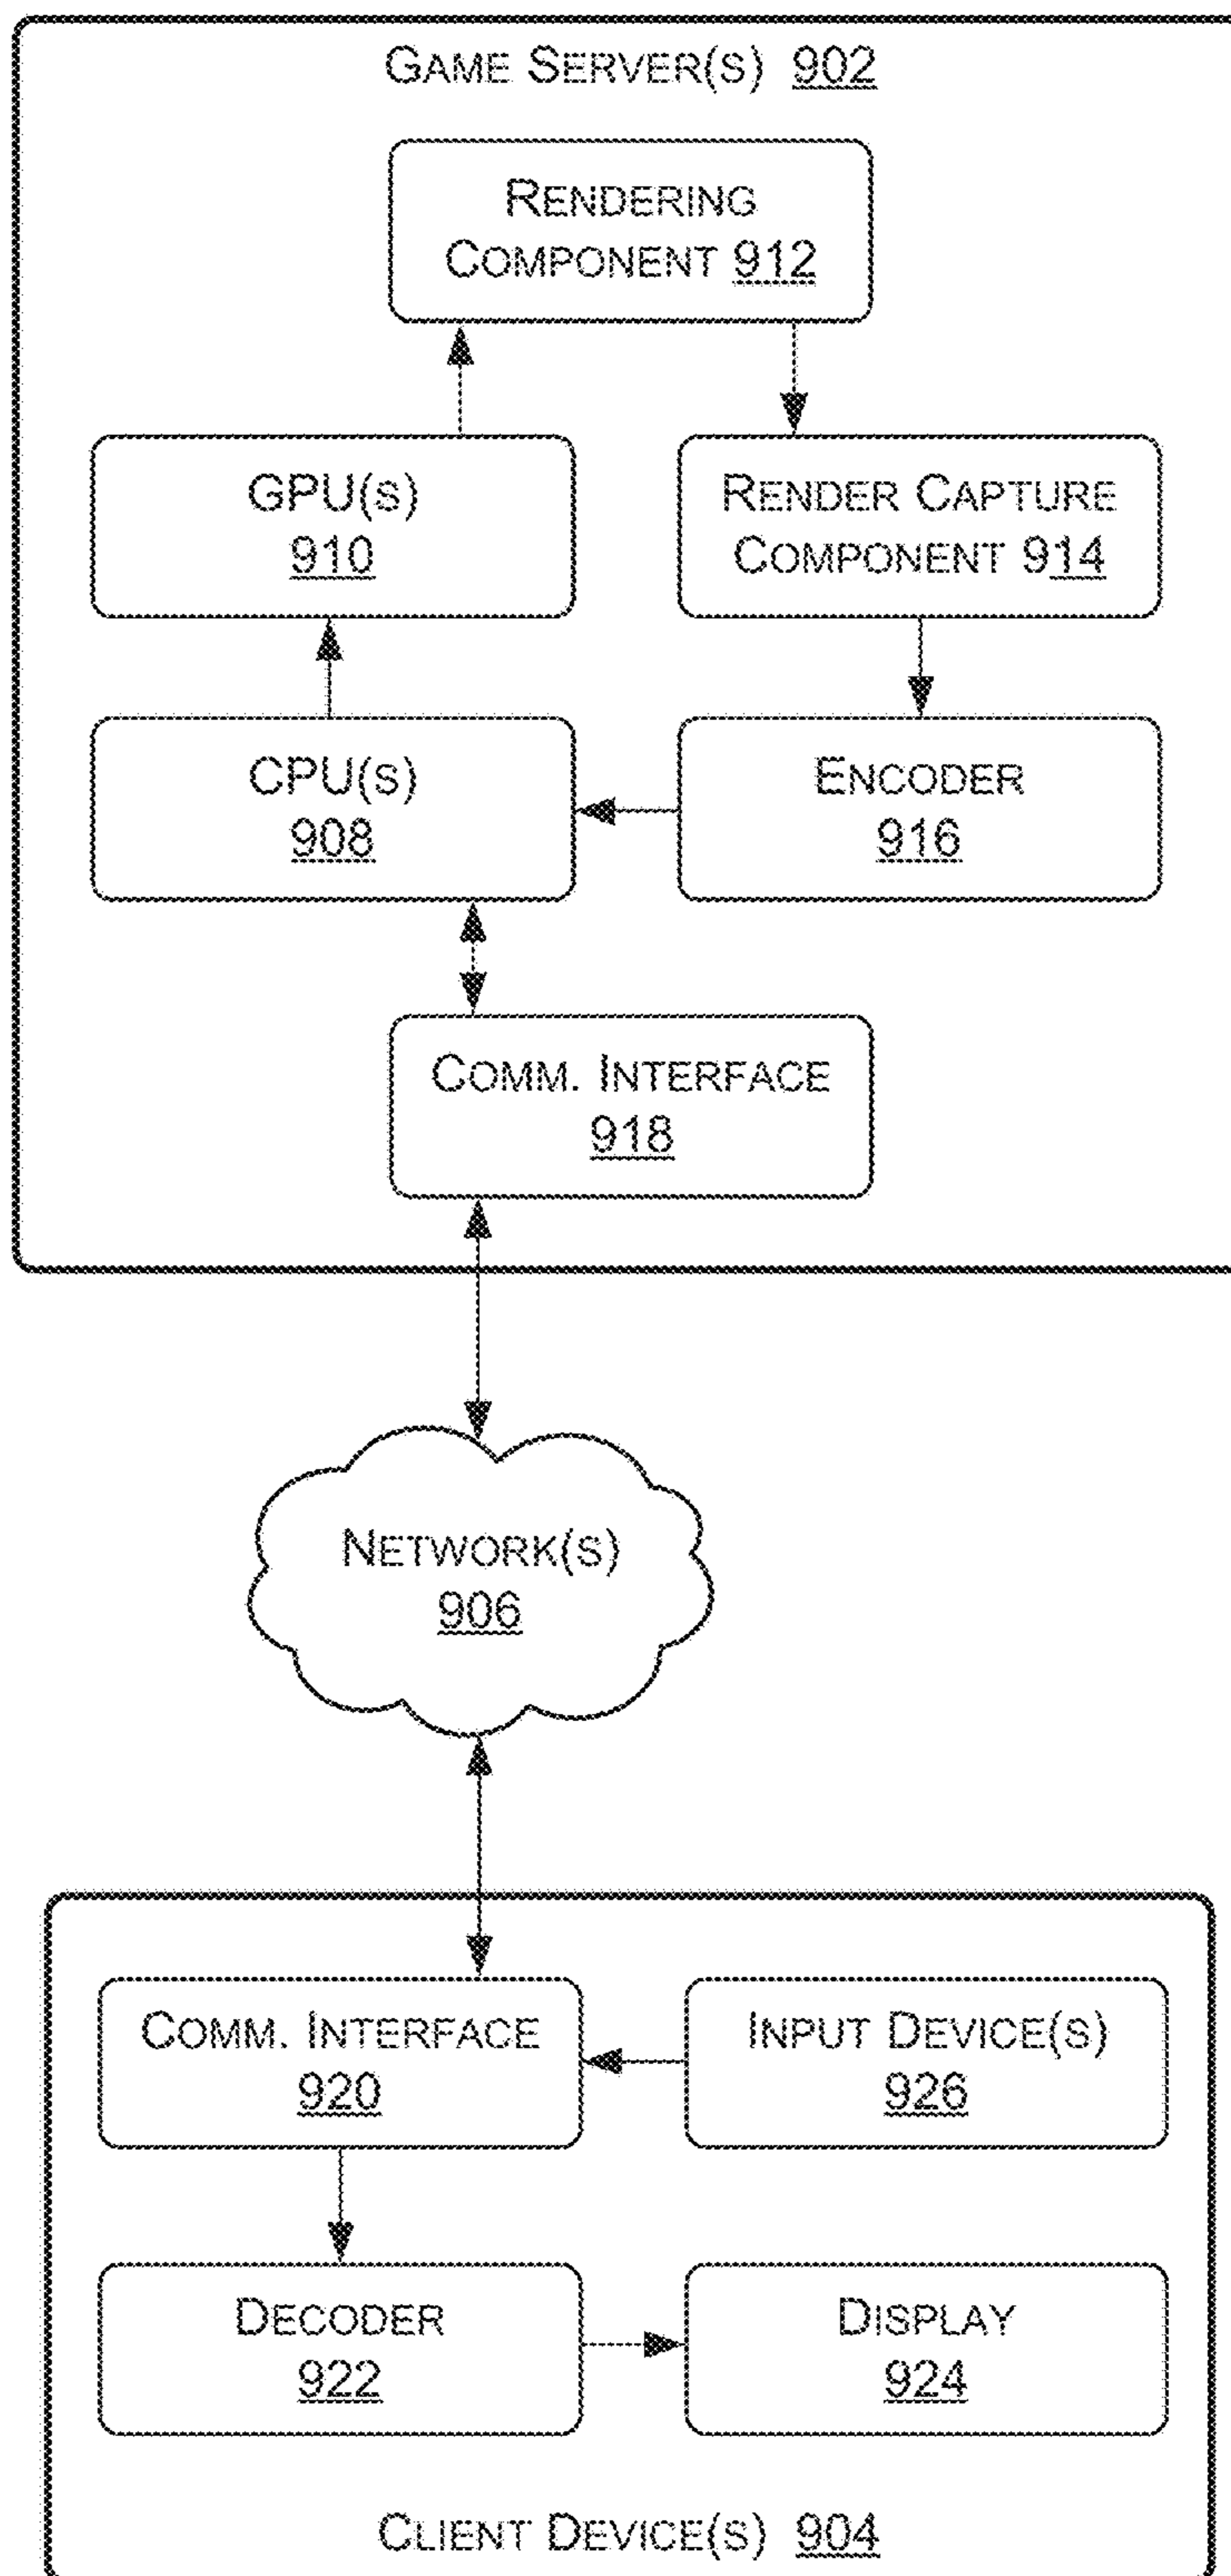 GAME SERVER(S) 902
RENDERING
COMPONENT 912
GPU(S)
910
RENDER CAPTURE
COMPONENT 914
CPU(S)
908
ENCODER
916
COMM. INTERFACE
918
NETWORK(S)
906
COMM. INTERFACE
920
INPUT DEVICE(S)
926
DECODER
922
DISPLAY
924
CLIENT DEVICE(S) 904